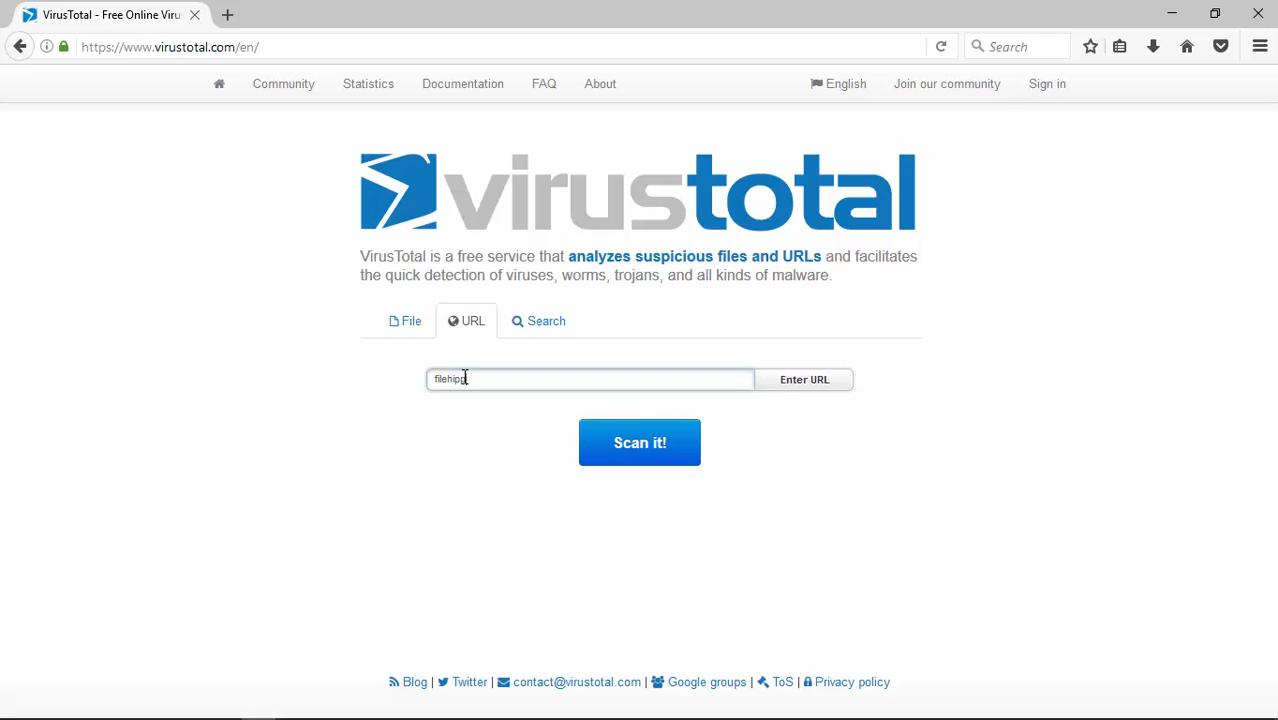 VirusTotal - Free Online Viru
https://www.virustotal.com/en/
Search
Community Statistics Documentation FAQ About English Join our community Sign in
virustotal
VirusTotal is a free service that analyzes suspicious files and URLs and facilitates
the quick detection of viruses, worms, trojans, and all kinds of malware.
File URL Search
filehipp Enter URL
Scan it!
Blog | Twitter | contact@virustotal.com | Google groups | ToS | Privacy policy